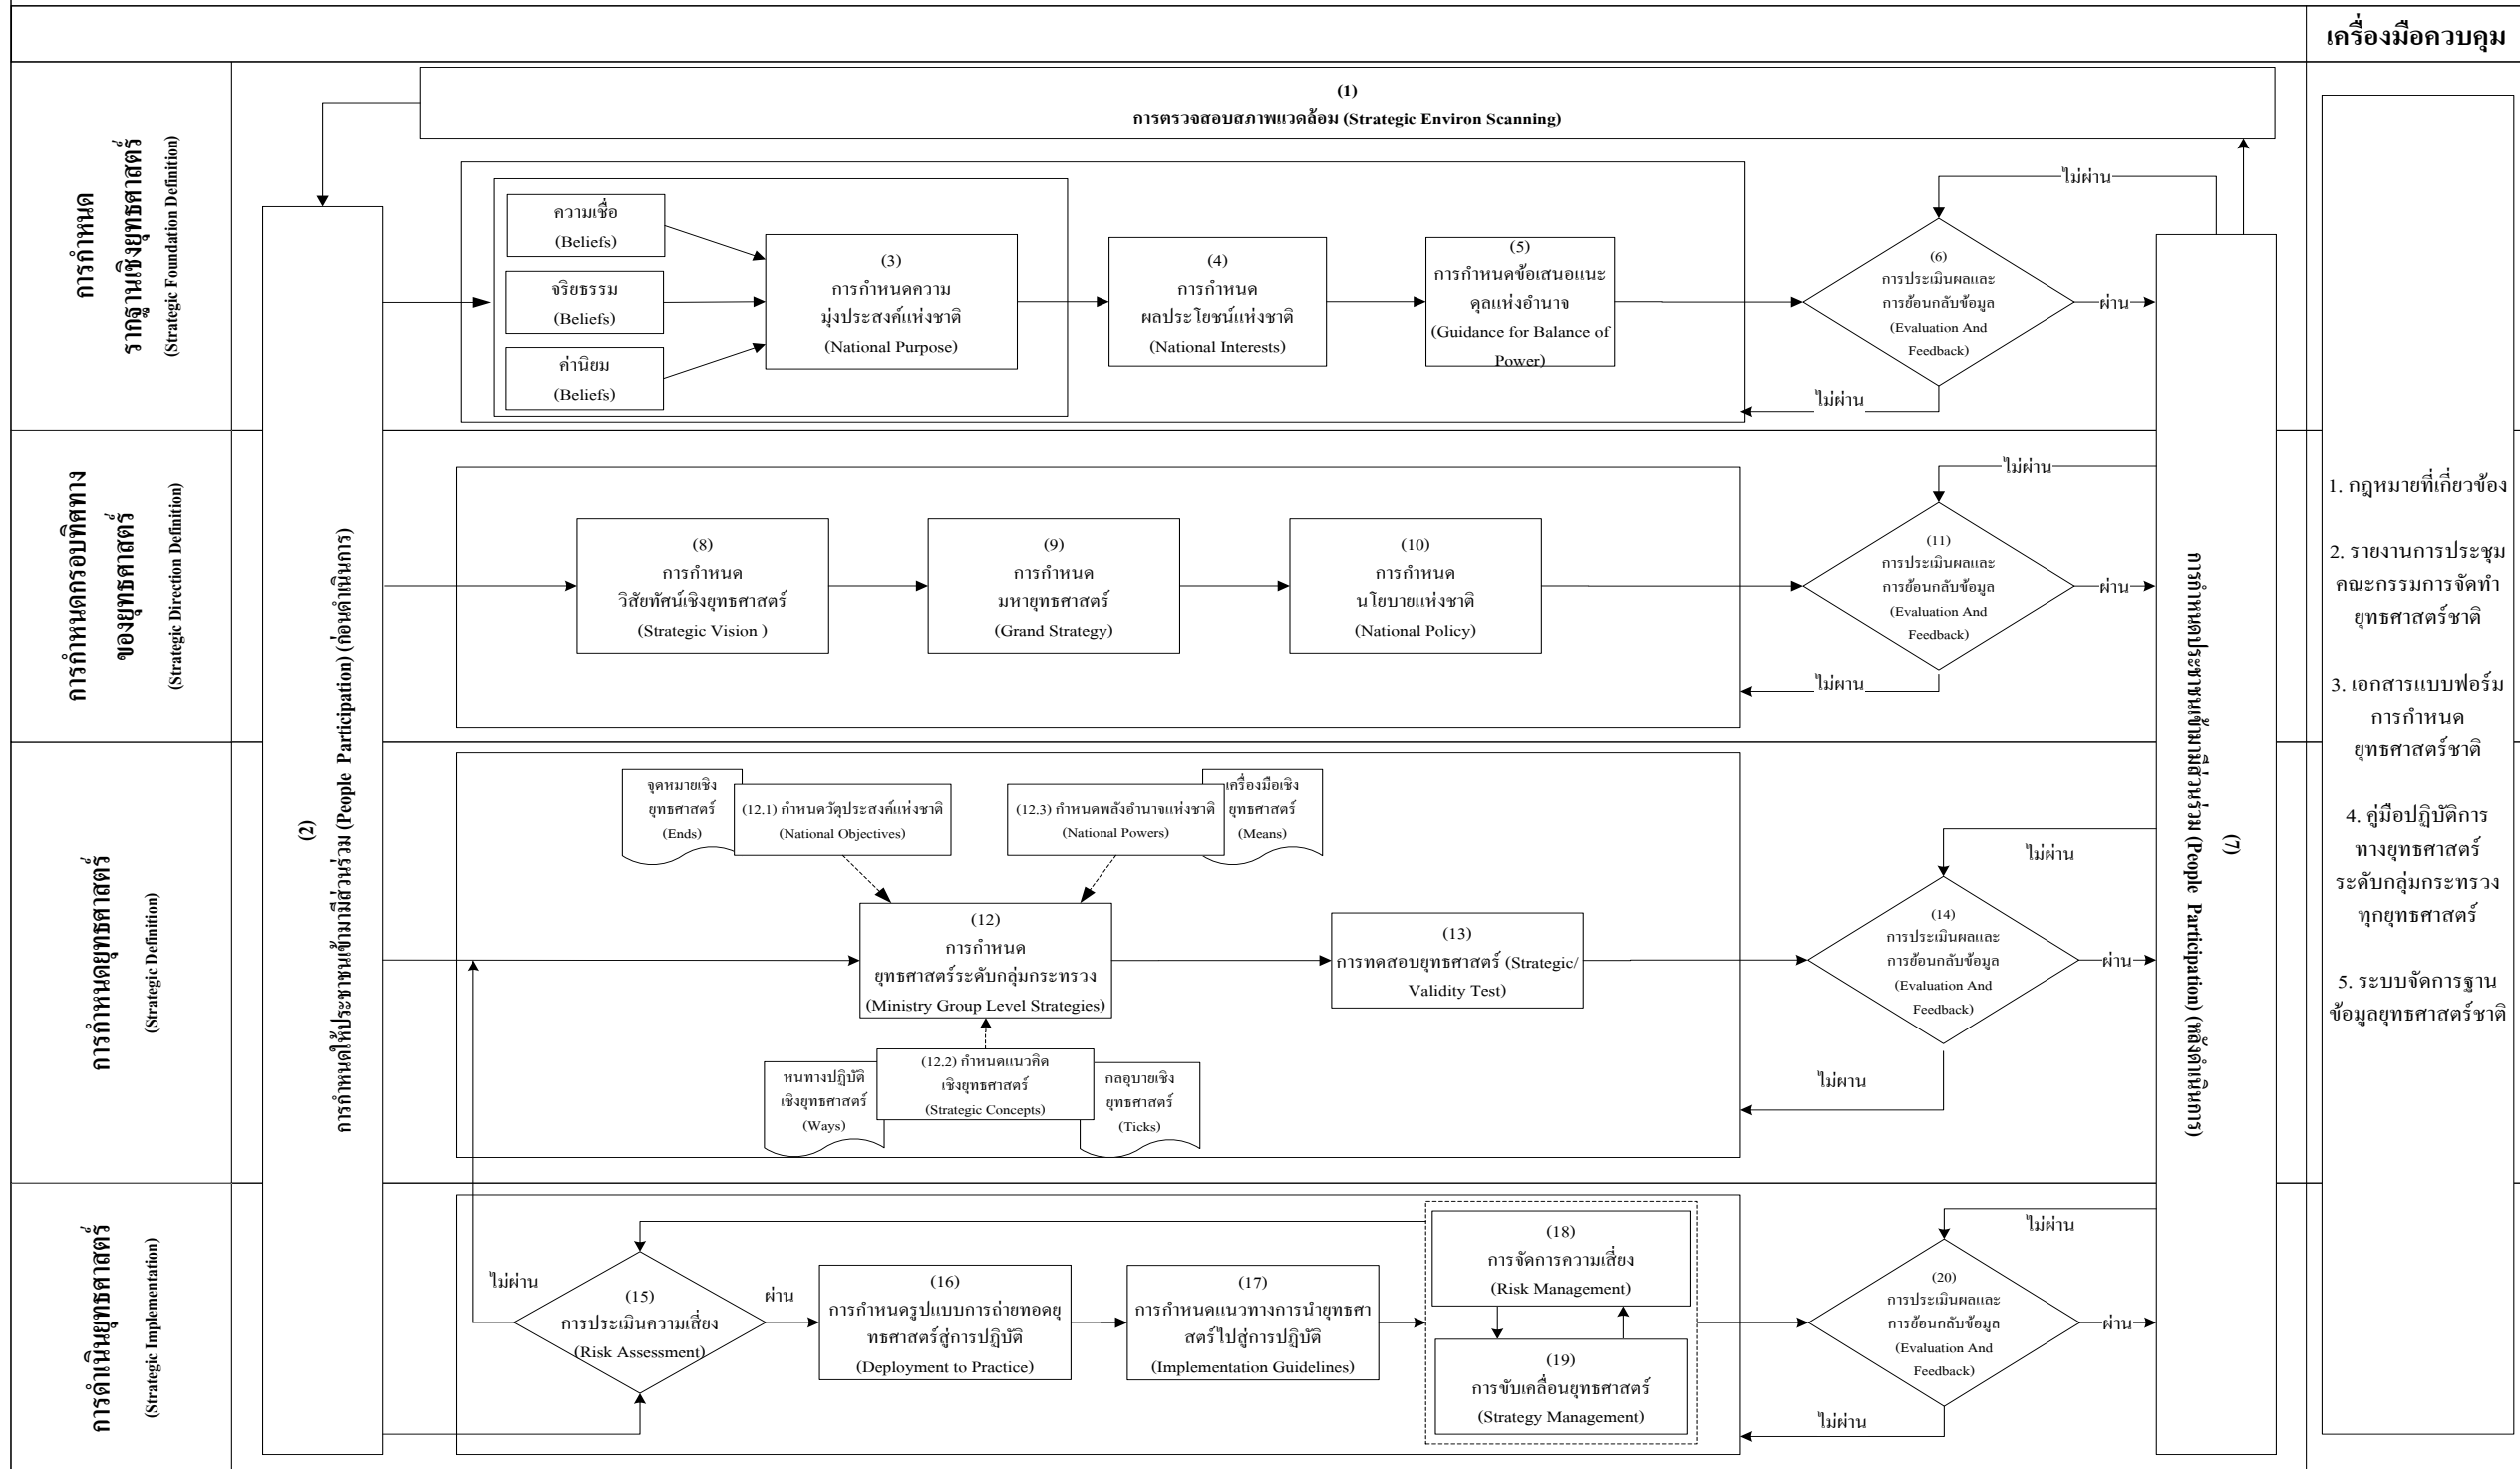 เครื่องมือควบคุม
(1)
การตรวจสอบสภาพแวดล้อม (Strategic Environ Scanning)
การกำหนด
รากฐานเชิงยุทธศาสตร์
(Strategic Foundation Definition)
ความเชื่อ
(Beliefs)
จริยธรรม
(Beliefs)
ค่านิยม
(Beliefs)
(3)
การกำหนดความ
มุ่งประสงค์แห่งชาติ
(National Purpose)
(4)
การกำหนด
ผลประโยชน์แห่งชาติ
(National Interests)
(5)
การกำหนดข้อเสนอแนะ
ดุลแห่งอำนาจ
(Guidance for Balance of
Power)
ไม่ผ่าน
(6)
การประเมินผลและ
การย้อนกลับข้อมูล
(Evaluation And
Feedback)
ผ่าน
ไม่ผ่าน
(2)
การกำหนดให้ประชาชนเข้ามามีส่วนร่วม (People Participation) (ก่อนดำเนินการ)
(7)
การกำหนดประชาชนเข้ามามีส่วนร่วม (People Participation) (หลังดำเนินการ)
การกำหนดกรอบทิศทาง
ของยุทธศาสตร์
(Strategic Direction Definition)
(8)
การกำหนด
วิสัยทัศน์เชิงยุทธศาสตร์
(Strategic Vision )
(9)
การกำหนด
มหายุทธศาสตร์
(Grand Strategy)
(10)
การกำหนด
นโยบายแห่งชาติ
(National Policy)
ไม่ผ่าน
(11)
การประเมินผลและ
การย้อนกลับข้อมูล
(Evaluation And
Feedback)
ผ่าน
ไม่ผ่าน
การกำหนดยุทธศาสตร์
(Strategic Definition)
จุดหมายเชิง
ยุทธศาสตร์
(Ends)
(12.1) กำหนดวัตุประสงค์แห่งชาติ
(National Objectives)
(12.3) กำหนดพลังอำนาจแห่งชาติ
(National Powers)
เครื่องมือเชิง
ยุทธศาสตร์
(Means)
(12)
การกำหนด
ยุทธศาสตร์ระดับกลุ่มกระทรวง
(Ministry Group Level Strategies)
(13)
การทดสอบยุทธศาสตร์ (Strategic/
Validity Test)
หนทางปฏิบัติ
เชิงยุทธศาสตร์
(Ways)
(12.2) กำหนดแนวคิด
เชิงยุทธศาสตร์
(Strategic Concepts)
กลอุบายเชิง
ยุทธศาสตร์
(Ticks)
ไม่ผ่าน
(14)
การประเมินผลและ
การย้อนกลับข้อมูล
(Evaluation And
Feedback)
ผ่าน
ไม่ผ่าน
การดำเนินยุทธศาสตร์
(Strategic Implementation)
ไม่ผ่าน
(15)
การประเมินความเสี่ยง
(Risk Assessment)
ผ่าน
(16)
การกำหนดรูปแบบการถ่ายทอดยุ
ทธศาสตร์สู่การปฏิบัติ
(Deployment to Practice)
(17)
การกำหนดแนวทางการนำยุทธศา
สตร์ไปสู่การปฏิบัติ
(Implementation Guidelines)
(18)
การจัดการความเสี่ยง
(Risk Management)
(19)
การขับเคลื่อนยุทธศาสตร์
(Strategy Management)
ไม่ผ่าน
(20)
การประเมินผลและ
การย้อนกลับข้อมูล
(Evaluation And
Feedback)
ผ่าน
ไม่ผ่าน
1. กฎหมายที่เกี่ยวข้อง
2. รายงานการประชุม
คณะกรรมการจัดทำ
ยุทธศาสตร์ชาติ
3. เอกสารแบบฟอร์ม
การกำหนด
ยุทธศาสตร์ชาติ
4. คู่มือปฏิบัติการ
ทางยุทธศาสตร์
ระดับกลุ่มกระทรวง
ทุกยุทธศาสตร์
5. ระบบจัดการฐาน
ข้อมูลยุทธศาสตร์ชาติ